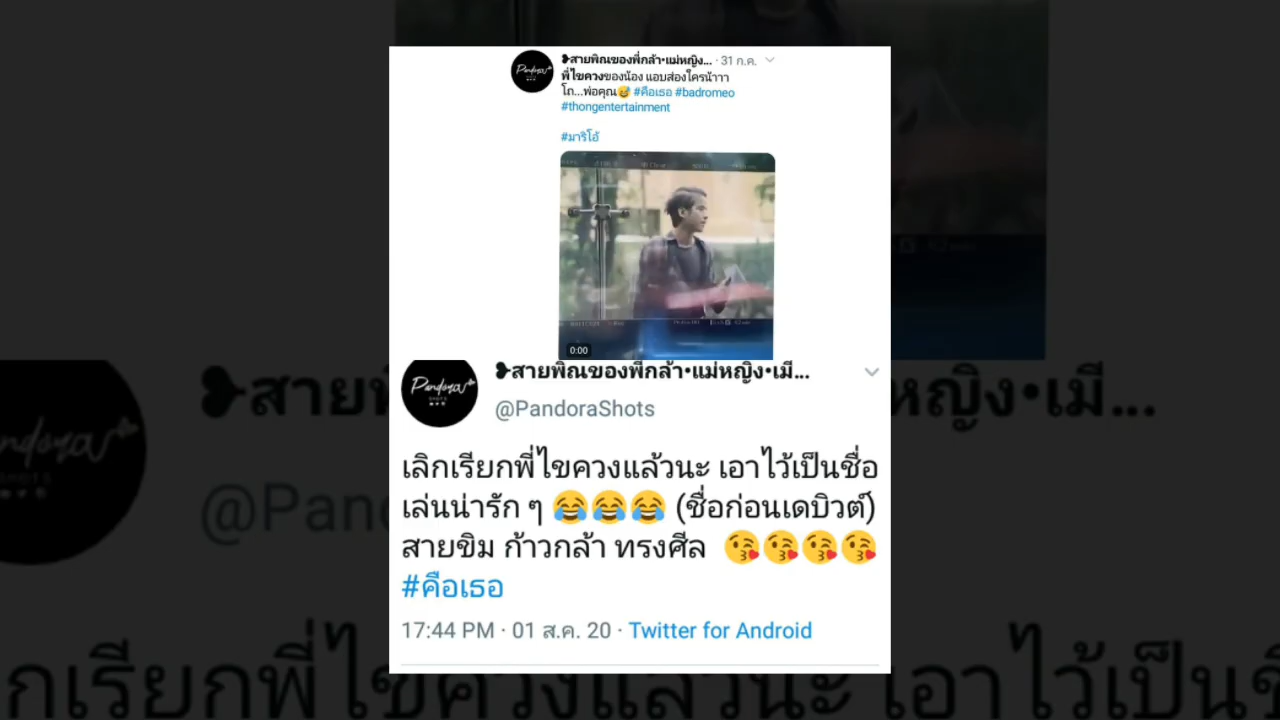 ❥สายพิณของพี่กล้า•แม่หญิง... · 31 ก.ค.
พี่ไขควงของน้อง แอบส่องใครน้าาา
โถ...พ่อคุณ😅 #คือเธอ #badromeo
#thongentertainment
#มาริโอ้
0:00
Pandora
SHOTS
❥สายพิณของพี่กล้า•แม่หญิง•เมี...
@PandoraShots
เลิกเรียกพี่ไขควงแล้วนะ เอาไว้เป็นชื่อ
เล่นน่ารัก ๆ 😂😂😂 (ชื่อก่อนเดบิวต์)
สายขิม ก้าวกล้า ทรงศีล 😘😘😘😘
#คือเธอ
17:44 PM · 01 ส.ค. 20 · Twitter for Android